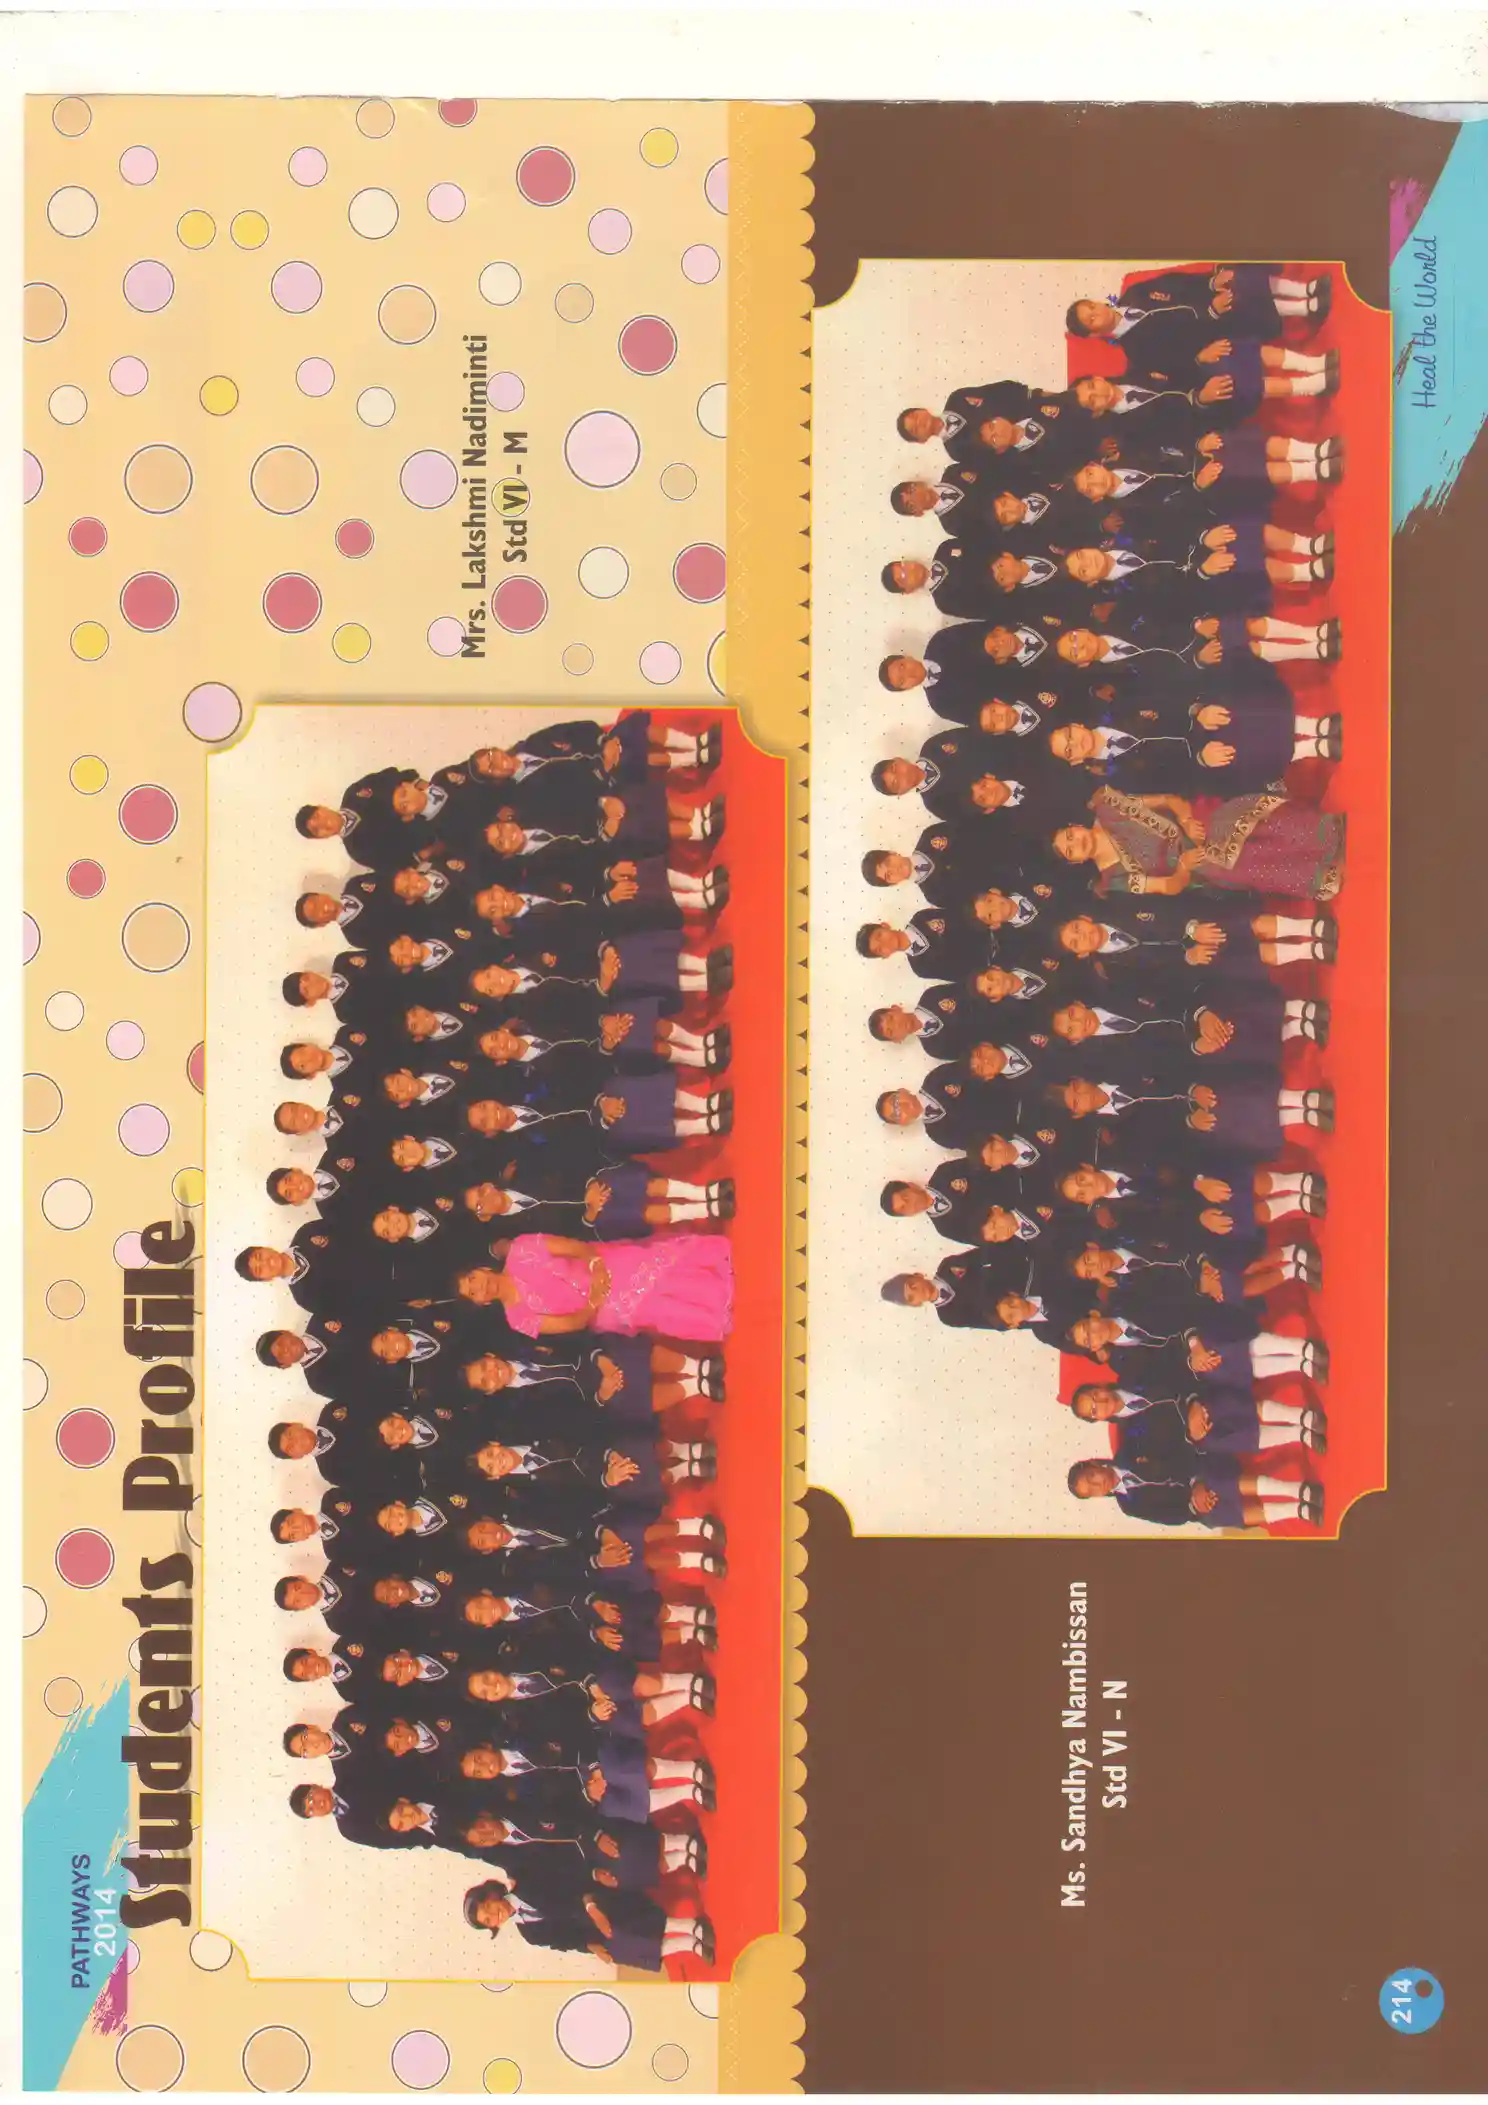 PATHWAYS
2014
Students Profile
Mrs. Lakshmi Nadiminti
Std VI - M
Ms. Sandhya Nambissan
Std VI - N
Heal the World
214